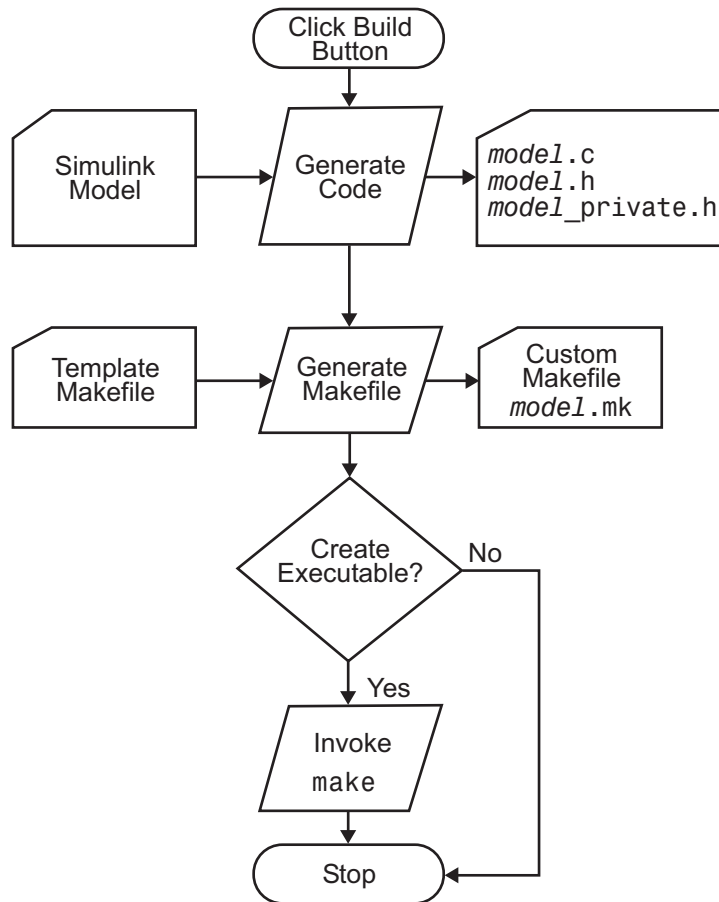 Click Build
Button
Simulink
Model
Generate
Code
model.c
model.h
model_private.h
Template
Makefile
Generate
Makefile
Custom
Makefile
model.mk
Create
Executable?
No
Yes
Invoke
make
Stop